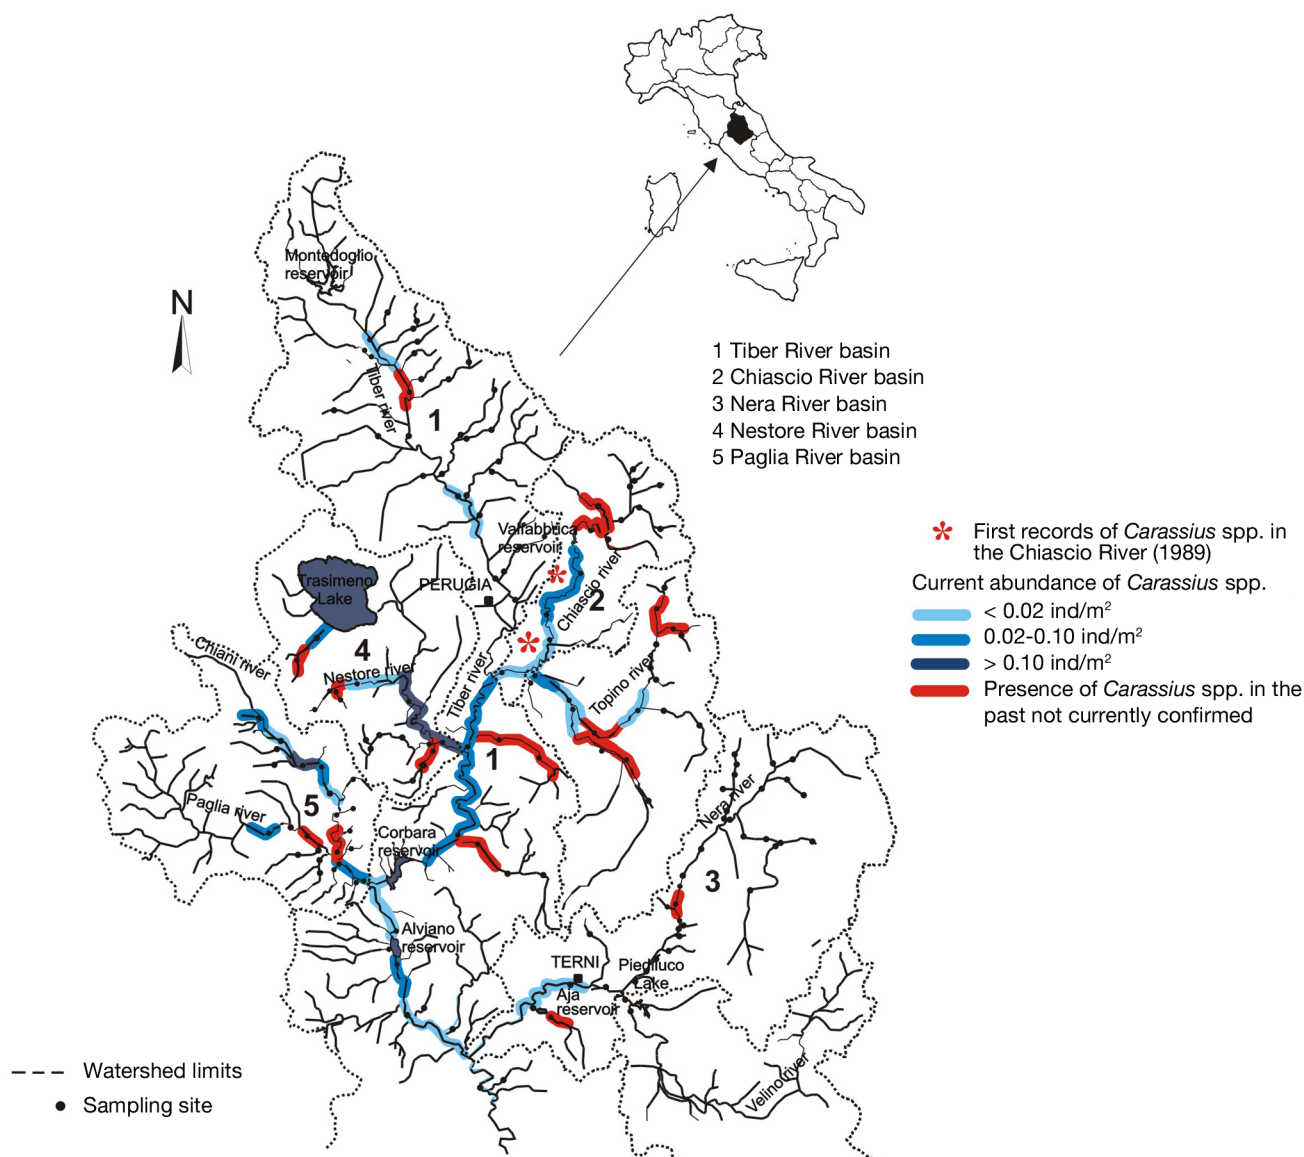 Montedoglio
reservoir
N
Tiber river
1
1 Tiber River basin
2 Chiascio River basin
3 Nera River basin
4 Nestore River basin
5 Paglia River basin
Valfabbrica
reservoir
* First records of Carassius spp. in
the Chiascio River (1989)
Current abundance of Carassius spp.
< 0.02 ind/m²
0.02-0.10 ind/m²
> 0.10 ind/m²
Presence of Carassius spp. in the
past not currently confirmed
Trasimeno
Lake
PERUGIA
*
Chiascio river
2
*
4
Chiani river
Nestore river
Tiber river
Topino river
1
5
Paglia river
Corbara
reservoir
Nera river
3
Alviano
reservoir
TERNI
Piediluco
Lake
Aja
reservoir
Velino river
Watershed limits
Sampling site